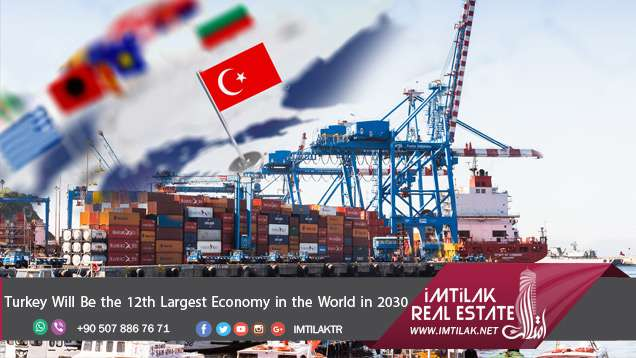 Turkey Will Be the 12th Largest Economy in the World in 2030
+90 507 886 76 71
IMTILAKTR
iMTiLAK
REAL ESTATE
WWW.IMTILAK.NET